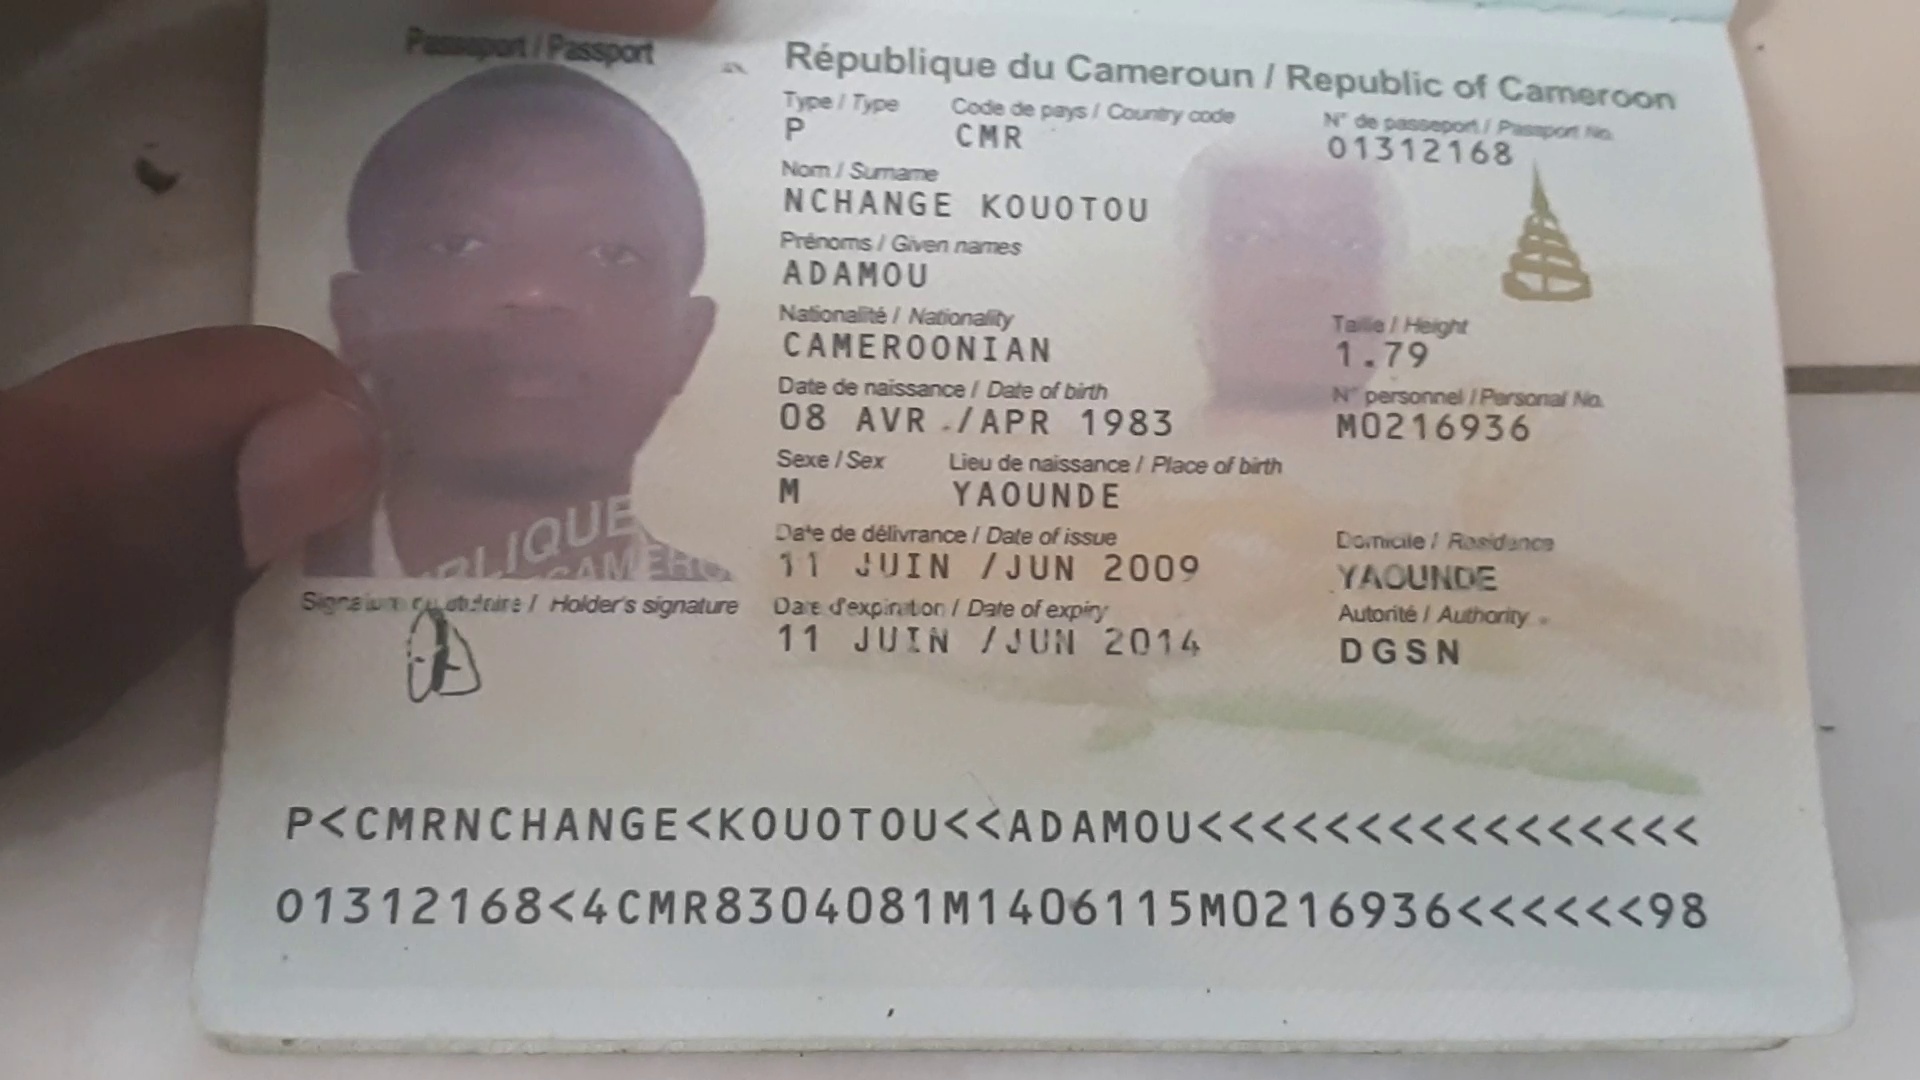 Passeport / Passport
République du Cameroun / Republic of Cameroon
Type / Type Code de pays / Country code N° de passeport / Passport No.
P CMR 01312168
Nom / Surname
NCHANGE KOUOTOU
Prénoms / Given names
ADAMOU
Nationalité / Nationality Taille / Height
CAMEROONIAN 1.79
Date de naissance / Date of birth N° personnel / Personal No.
08 AVR ./APR 1983 M0216936
Sexe / Sex Lieu de naissance / Place of birth
M YAOUNDE
Date de délivrance / Date of issue Domicile / Residence
11 JUIN /JUN 2009 YAOUNDE
Date d'expiration / Date of expiry Autorité / Authority
11 JUIN /JUN 2014 DGSN
Signature du titulaire / Holder's signature
P<CMRNCHANGE<KOUOTOU<<ADAMOU<<<<<<<<<<<<<<<<
01312168<4CMR8304081M1406115M0216936<<<<<<98